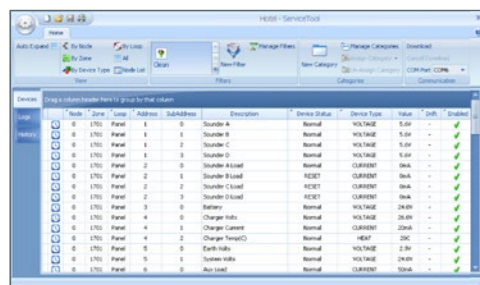 Hotel - ServiceTool
Home
Auto Expand By Node By Loop Manage Filters Manage Categories Download
By Zone All Clean New Filter New Category
By Device Type Node List COM Port COM6
View Filters Categories Communication
Devices Drag a column header here to group by that column
Logs
History
Node Zone Loop Address SubAddress Description Device Status Device Type Value Drift Enabled
0 1701 Panel 1 0 Sounder A Normal VOLTAGE 5.6V -
0 1701 Panel 1 1 Sounder B Normal VOLTAGE 5.6V -
0 1701 Panel 1 2 Sounder C Normal VOLTAGE 5.6V -
0 1701 Panel 1 3 Sounder D Normal VOLTAGE 5.6V -
0 1701 Panel 2 0 Sounder A Load Normal CURRENT 0mA -
0 1701 Panel 2 1 Sounder B Load RESET CURRENT 0mA -
0 1701 Panel 2 2 Sounder C Load RESET CURRENT 0mA -
0 1701 Panel 2 3 Sounder D Load RESET CURRENT 0mA -
0 1701 Panel 3 0 Battery Normal VOLTAGE 24.6V -
0 1701 Panel 4 0 Charger Volts Normal VOLTAGE 26.6V -
0 1701 Panel 4 1 Charger Current Normal CURRENT 20mA -
0 1701 Panel 4 2 Charger Temp(C) Normal HEAT 20C -
0 1701 Panel 5 0 Earth Volts Normal VOLTAGE 2.9V -
0 1701 Panel 5 1 System Volts Normal VOLTAGE 24.8V -
0 1701 Panel 6 0 Aux Load Normal CURRENT 50mA -